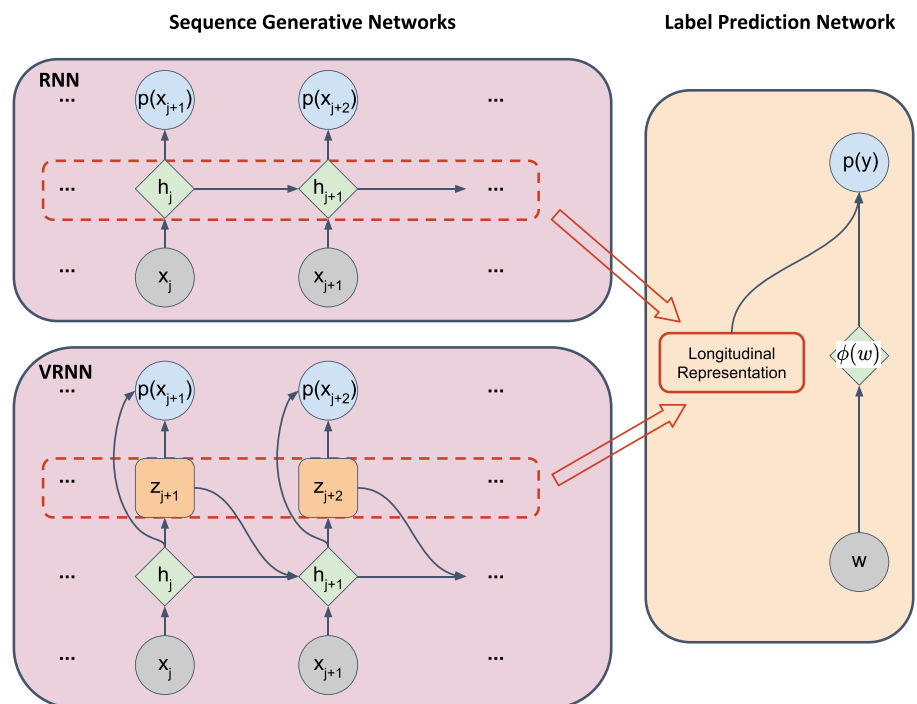 Sequence Generative Networks
Label Prediction Network
RNN
... p(x_{j+1}) p(x_{j+2}) ...
... h_j h_{j+1} ...
... x_j x_{j+1} ...
VRNN
... p(x_{j+1}) p(x_{j+2}) ...
... z_{j+1} z_{j+2} ...
... h_j h_{j+1} ...
... x_j x_{j+1} ...
p(y)
Longitudinal
Representation
ϕ(w)
w